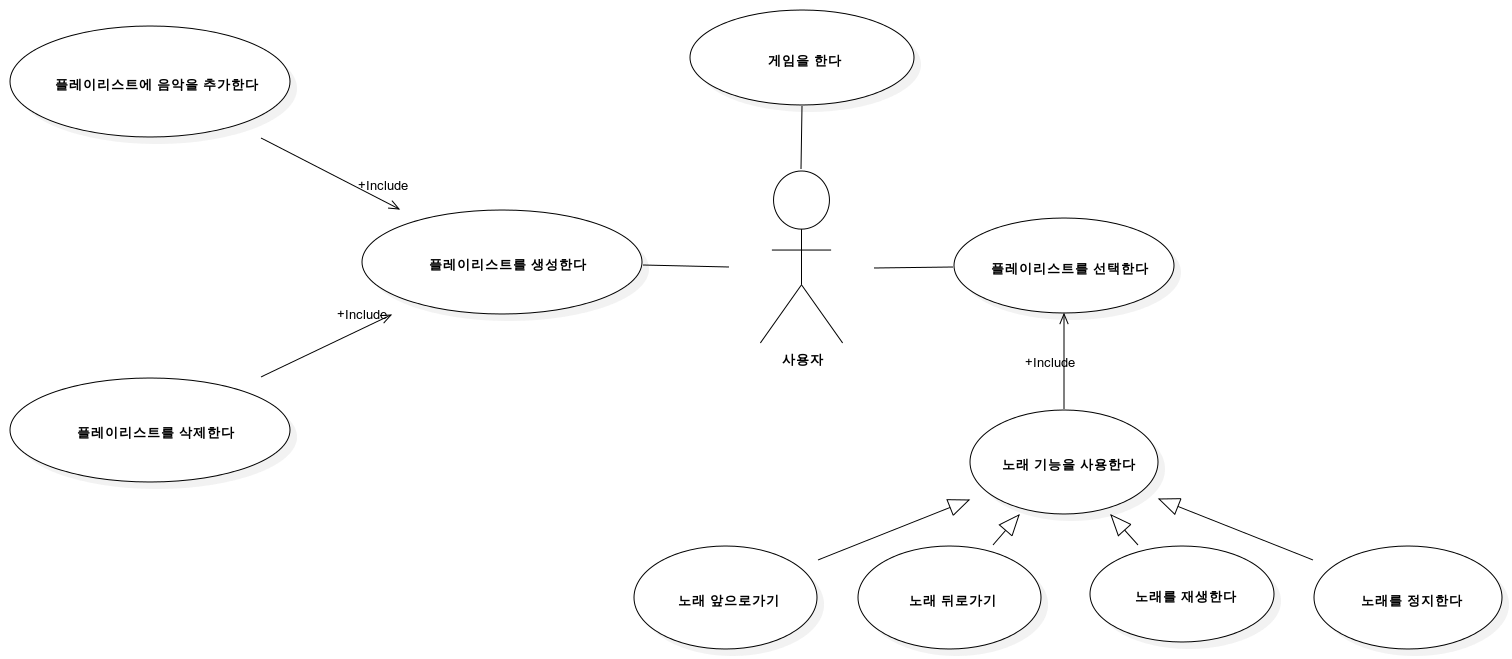 게임을 한다
플레이리스트에 음악을 추가한다
+Include
플레이리스트를 생성한다
플레이리스트를 선택한다
+Include
사용자
+Include
플레이리스트를 삭제한다
노래 기능을 사용한다
노래 앞으로가기
노래 뒤로가기
노래를 재생한다
노래를 정지한다